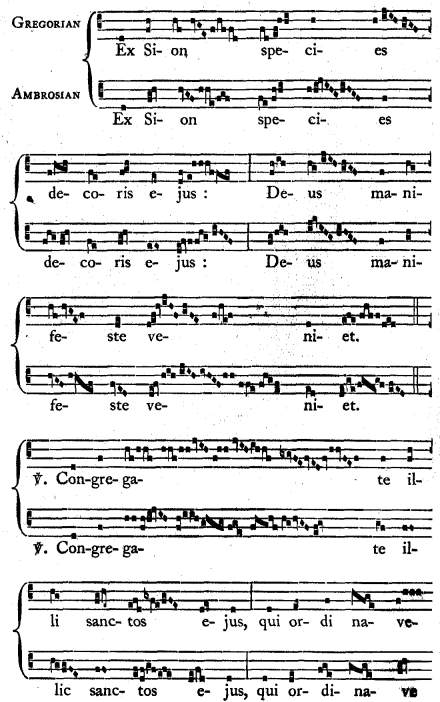 GREGORIAN
Ex Si- on spe- ci- es
AMBROSIAN
Ex Si- on spe- ci- es
de- co- ris e- jus : De- us ma- ni-
de- co- ris e- jus : De- us ma- ni-
fe- ste ve- ni- et.
fe- ste ve- ni- et.
℣. Con-gre-ga- te il-
℣. Con-gre-ga- te il-
li sanc- tos e- jus, qui or- di na- ve-
lic sanc- tos e- jus, qui or- di- na- ve